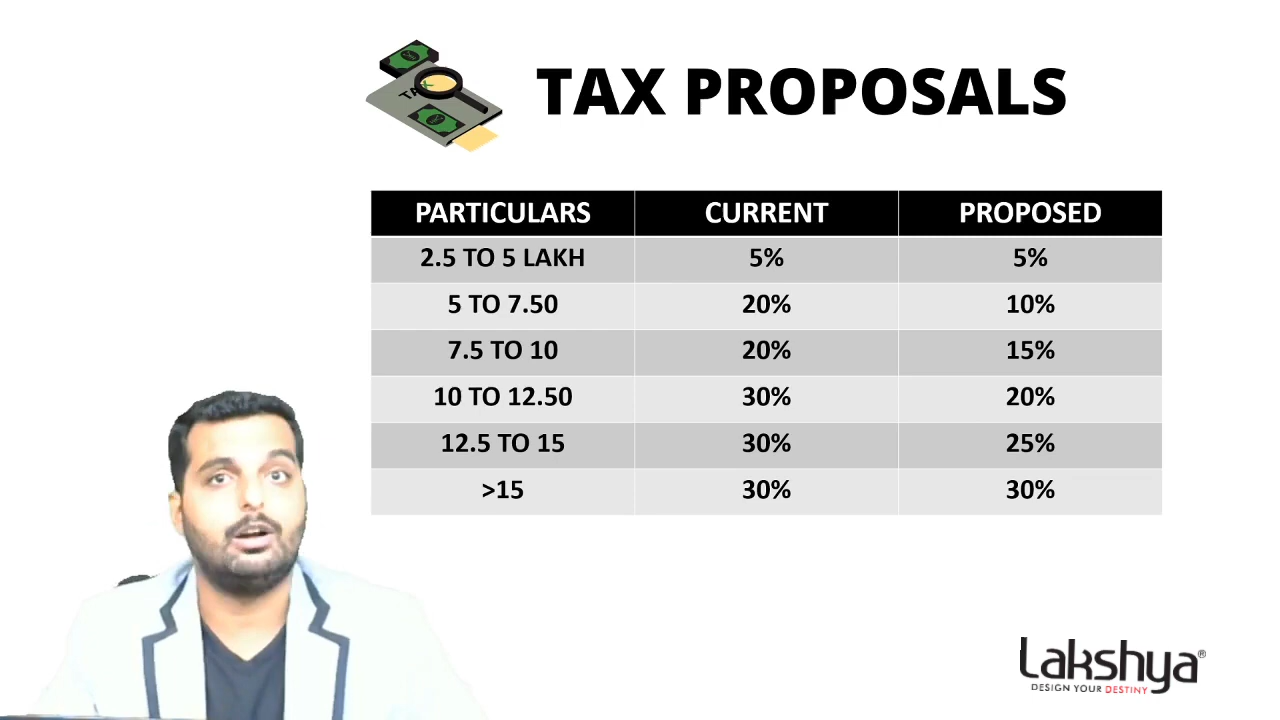 TAX
TAX PROPOSALS
PARTICULARS CURRENT PROPOSED
2.5 TO 5 LAKH 5% 5%
5 TO 7.50 20% 10%
7.5 TO 10 20% 15%
10 TO 12.50 30% 20%
12.5 TO 15 30% 25%
>15 30% 30%
Lakshya®
DESIGN YOUR DESTINY